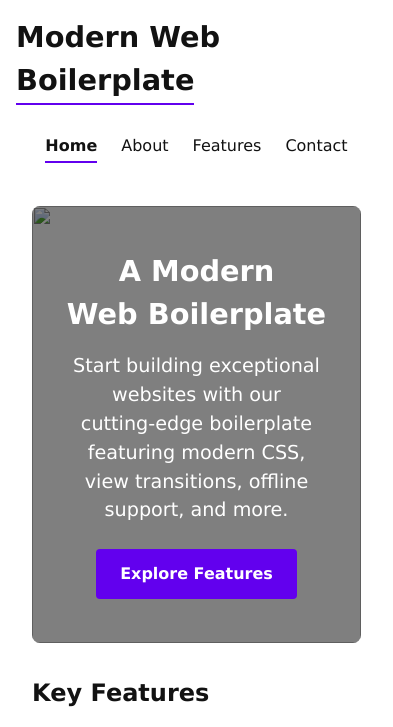 Modern Web
Boilerplate
Home About Features Contact
A Modern
Web Boilerplate
Start building exceptional
websites with our
cutting-edge boilerplate
featuring modern CSS,
view transitions, offline
support, and more.
Explore Features
Key Features